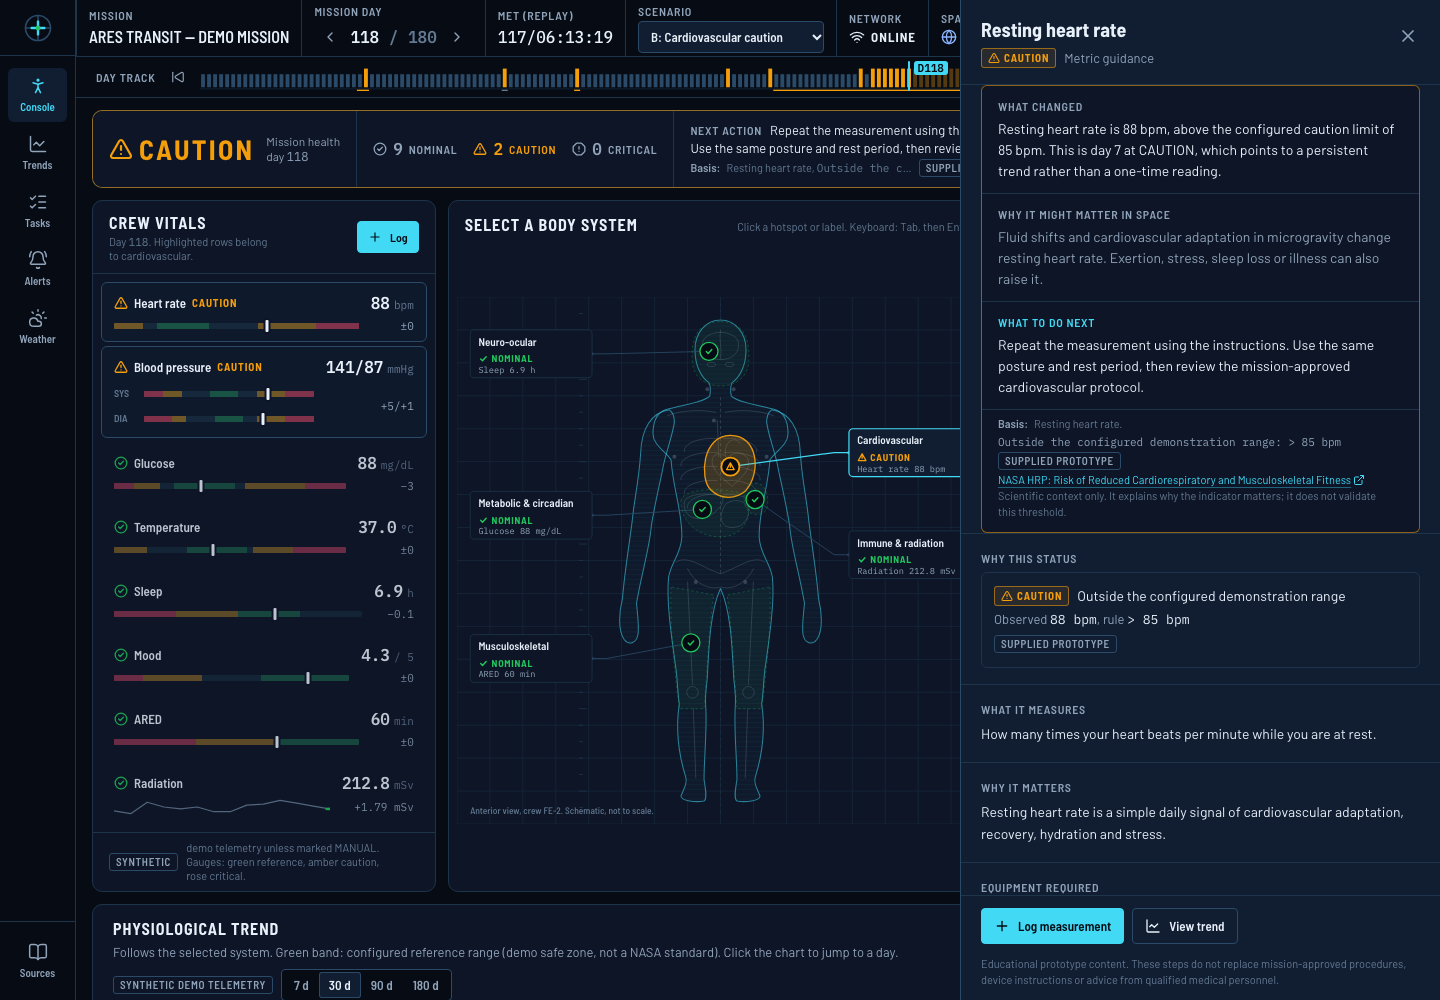 Console
Trends
Tasks
Alerts
Weather
Sources
MISSION
ARES TRANSIT – DEMO MISSION
MISSION DAY
118 / 180
MET (REPLAY)
117/06:13:19
SCENARIO
B: Cardiovascular caution
NETWORK
ONLINE
SPA
DAY TRACK
D118
CAUTION
Mission health
day 118
9 NOMINAL
2 CAUTION
0 CRITICAL
NEXT ACTION Repeat the measurement using th
Use the same posture and rest period, then revie
Basis: Resting heart rate, Outside the c…
SUPPLI
CREW VITALS
Day 118. Highlighted rows belong
to cardiovascular.
Log
Heart rate CAUTION
88 bpm
±0
Blood pressure CAUTION
141/87 mmHg
SYS
DIA
+5/+1
Glucose
88 mg/dL
−3
Temperature
37.0 °C
±0
Sleep
6.9 h
−0.1
Mood
4.3 / 5
±0
ARED
60 min
±0
Radiation
212.8 mSv
+1.79 mSv
SYNTHETIC
demo telemetry unless marked MANUAL.
Gauges: green reference, amber caution,
rose critical.
SELECT A BODY SYSTEM
Click a hotspot or label. Keyboard: Tab, then En
Neuro-ocular
NOMINAL
Sleep 6.9 h
Cardiovascular
CAUTION
Heart rate 88 bpm
Metabolic & circadian
NOMINAL
Glucose 88 mg/dL
Immune & radiation
NOMINAL
Radiation 212.8 mSv
Musculoskeletal
NOMINAL
ARED 60 min
Anterior view, crew FE-2. Schematic, not to scale.
PHYSIOLOGICAL TREND
Follows the selected system. Green band: configured reference range (demo safe zone, not a NASA standard). Click the chart to jump to a day.
SYNTHETIC DEMO TELEMETRY
7 d
30 d
90 d
180 d
Resting heart rate
CAUTION
Metric guidance
WHAT CHANGED
Resting heart rate is 88 bpm, above the configured caution limit of
85 bpm. This is day 7 at CAUTION, which points to a persistent
trend rather than a one-time reading.
WHY IT MIGHT MATTER IN SPACE
Fluid shifts and cardiovascular adaptation in microgravity change
resting heart rate. Exertion, stress, sleep loss or illness can also
raise it.
WHAT TO DO NEXT
Repeat the measurement using the instructions. Use the same
posture and rest period, then review the mission-approved
cardiovascular protocol.
Basis: Resting heart rate.
Outside the configured demonstration range: > 85 bpm
SUPPLIED PROTOTYPE
NASA HRP: Risk of Reduced Cardiorespiratory and Musculoskeletal Fitness
Scientific context only. It explains why the indicator matters; it does not validate
this threshold.
WHY THIS STATUS
CAUTION
Outside the configured demonstration range
Observed 88 bpm, rule > 85 bpm
SUPPLIED PROTOTYPE
WHAT IT MEASURES
How many times your heart beats per minute while you are at rest.
WHY IT MATTERS
Resting heart rate is a simple daily signal of cardiovascular adaptation,
recovery, hydration and stress.
EQUIPMENT REQUIRED
Log measurement
View trend
Educational prototype content. These steps do not replace mission-approved procedures,
device instructions or advice from qualified medical personnel.